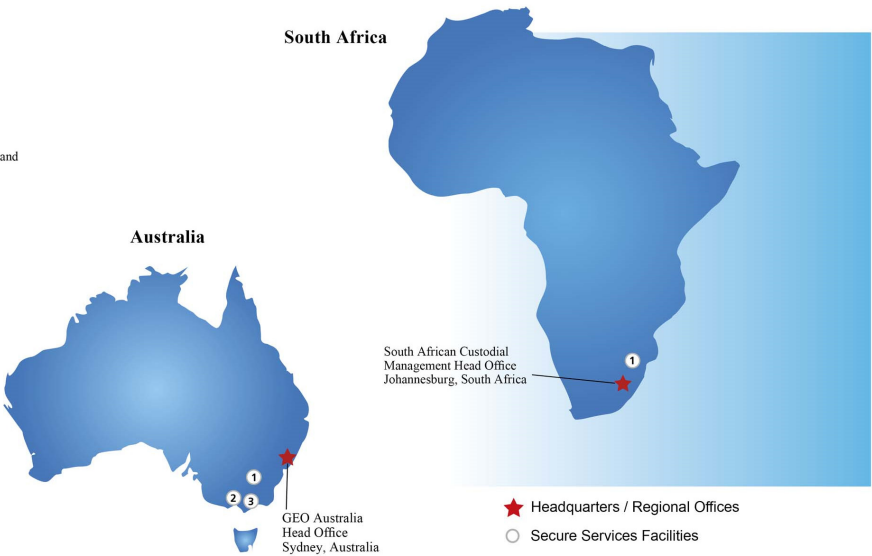 South Africa
and
Australia
1
South African Custodial
Management Head Office
Johannesburg, South Africa
1
2
3
GEO Australia
Head Office
Sydney, Australia
Headquarters / Regional Offices
Secure Services Facilities